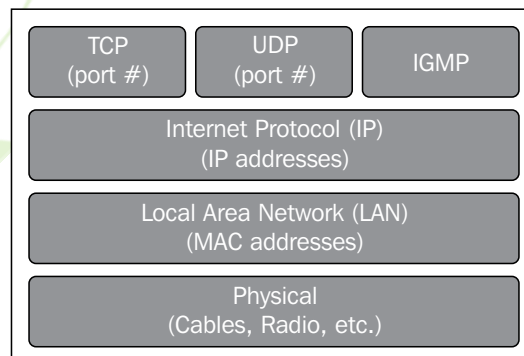 TCP
(port #)
UDP
(port #)
IGMP
Internet Protocol (IP)
(IP addresses)
Local Area Network (LAN)
(MAC addresses)
Physical
(Cables, Radio, etc.)